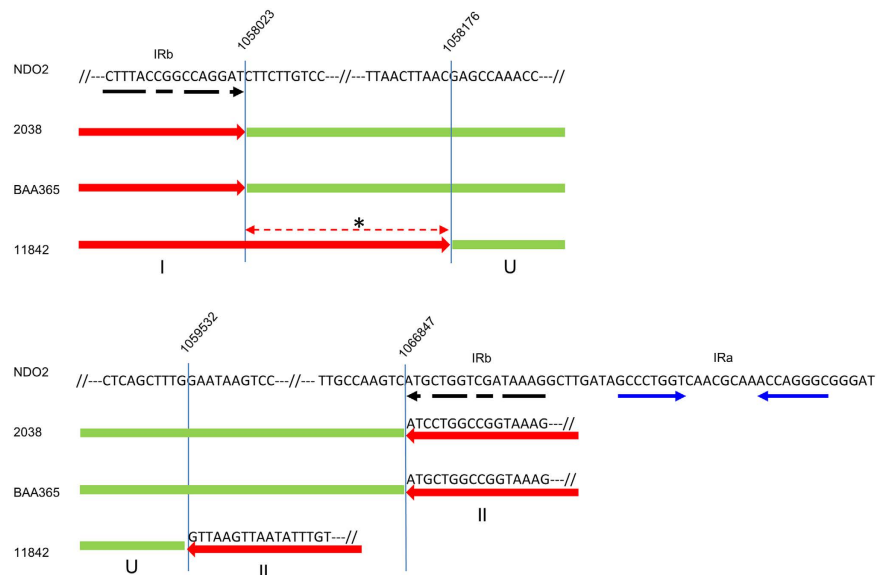 1058023
1058176
IRb
NDO2
//---CTTTACCGGCCAGGATCTTCTTGTCC---//---TTAACTTAACGAGCCAAACC---//
2038
BAA365
*
11842
I
U
1059532
1066847
IRb
IRa
NDO2
//---CTCAGCTTTGGAATAAGTCC---//--- TTGCCAAGTCATGCTGGTCGATAAAGGCTTGATAGCCCTGGTCAACGCAAACCAGGGCGGGAT
2038
ATCCTGGCCGGTAAAG---//
BAA365
ATGCTGGCCGGTAAAG---//
II
11842
GTTAAGTTAATATTTGT---//
U
II